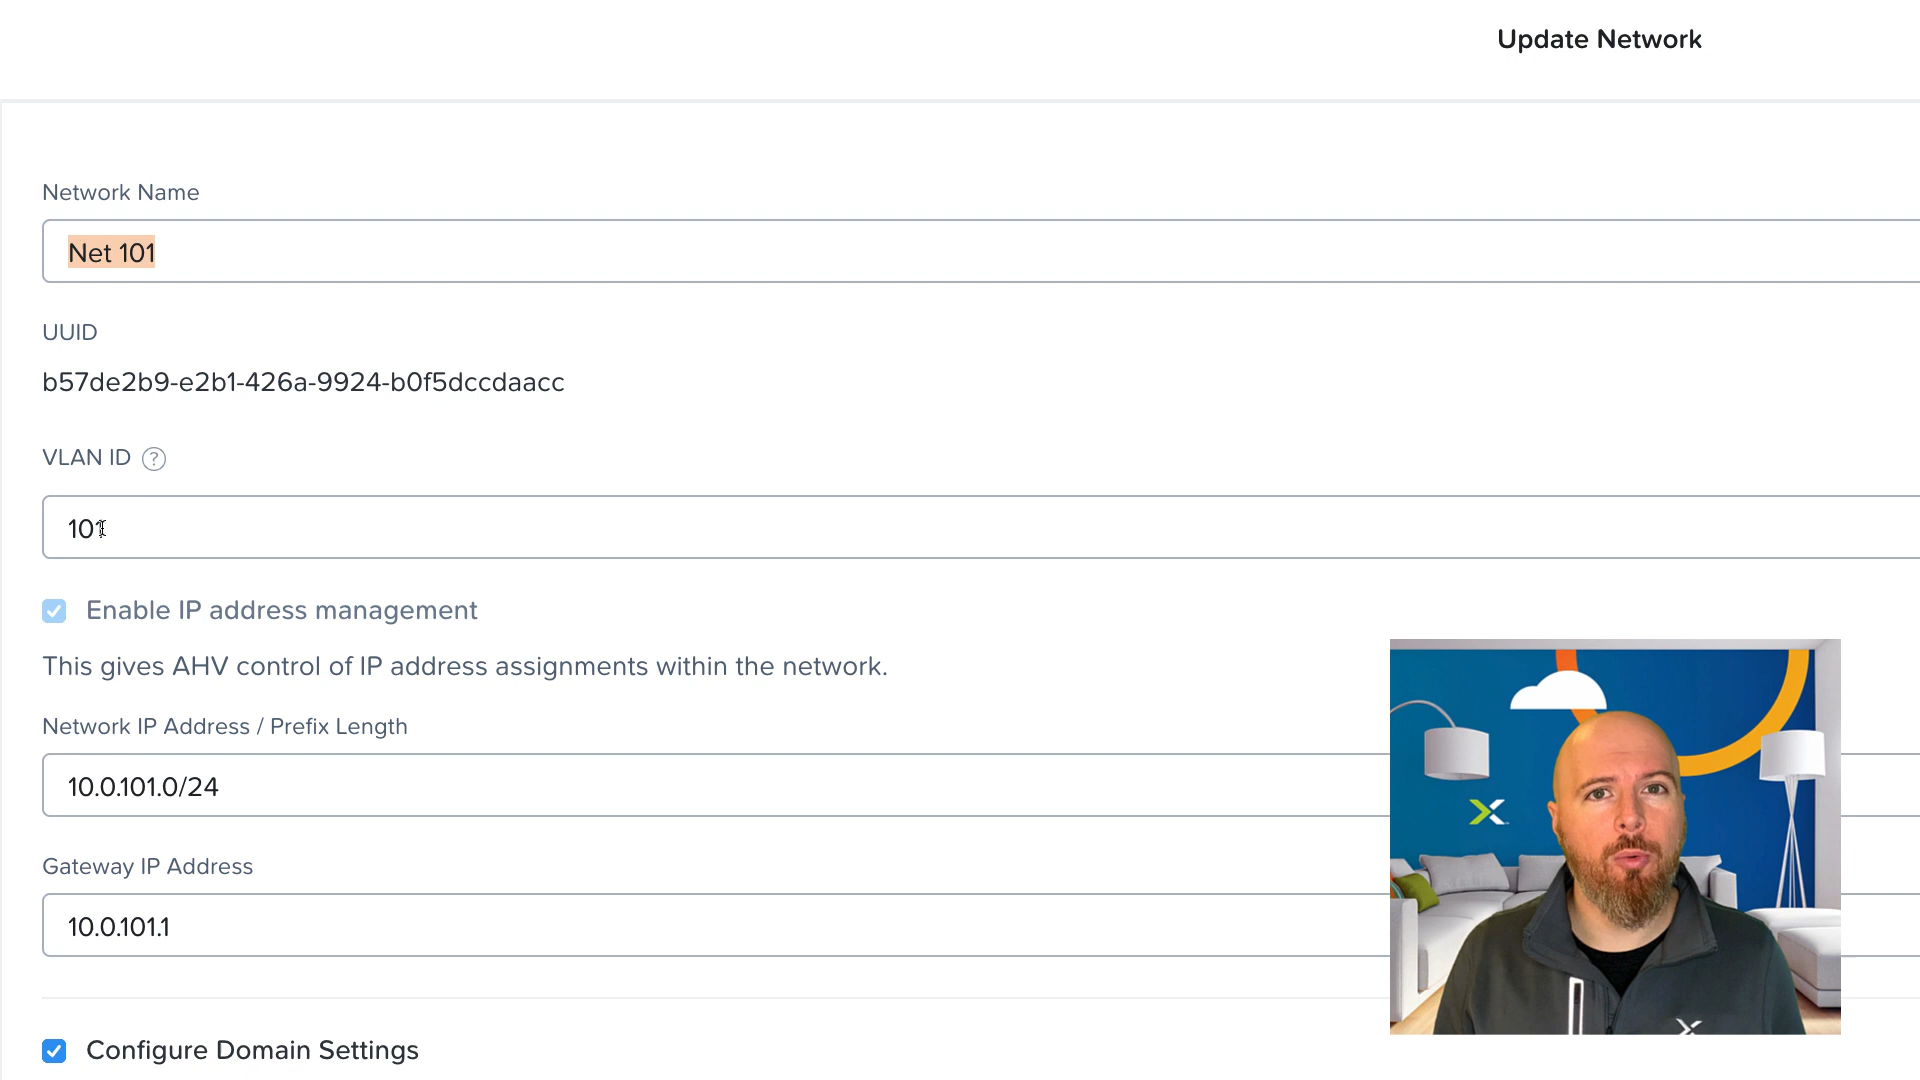 Update Network
Network Name
Net 101
UUID
b57de2b9-e2b1-426a-9924-b0f5dccdaacc
VLAN ID ?
101
Enable IP address management
This gives AHV control of IP address assignments within the network.
Network IP Address / Prefix Length
10.0.101.0/24
Gateway IP Address
10.0.101.1
Configure Domain Settings